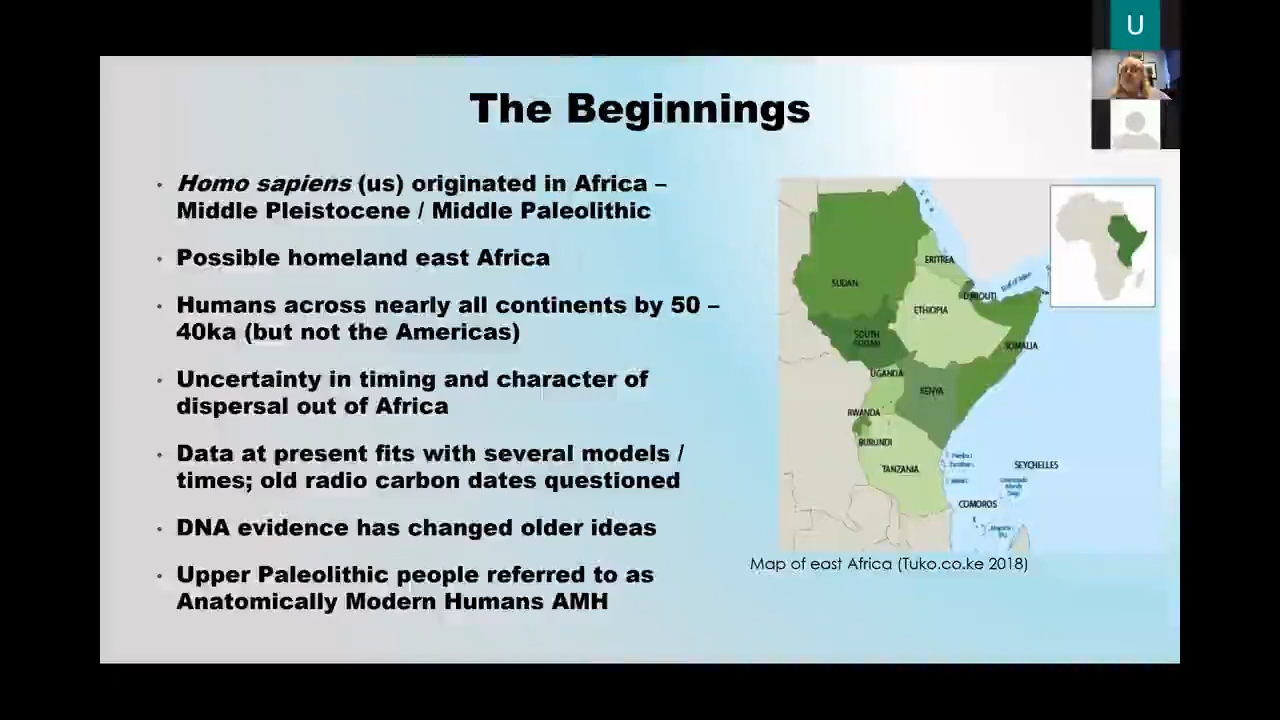 U
The Beginnings
• Homo sapiens (us) originated in Africa –
Middle Pleistocene / Middle Paleolithic
• Possible homeland east Africa
• Humans across nearly all continents by 50 –
40ka (but not the Americas)
• Uncertainty in timing and character of
dispersal out of Africa
• Data at present fits with several models /
times; old radio carbon dates questioned
• DNA evidence has changed older ideas
• Upper Paleolithic people referred to as
Anatomically Modern Humans AMH
ERITREA
SUDAN
Gulf of Aden
DJIBOUTI
ETHIOPIA
SOUTH
SUDAN
SOMALIA
UGANDA
KENYA
RWANDA
BURUNDI
TANZANIA
SEYCHELLES
COMOROS
Map of east Africa (Tuko.co.ke 2018)